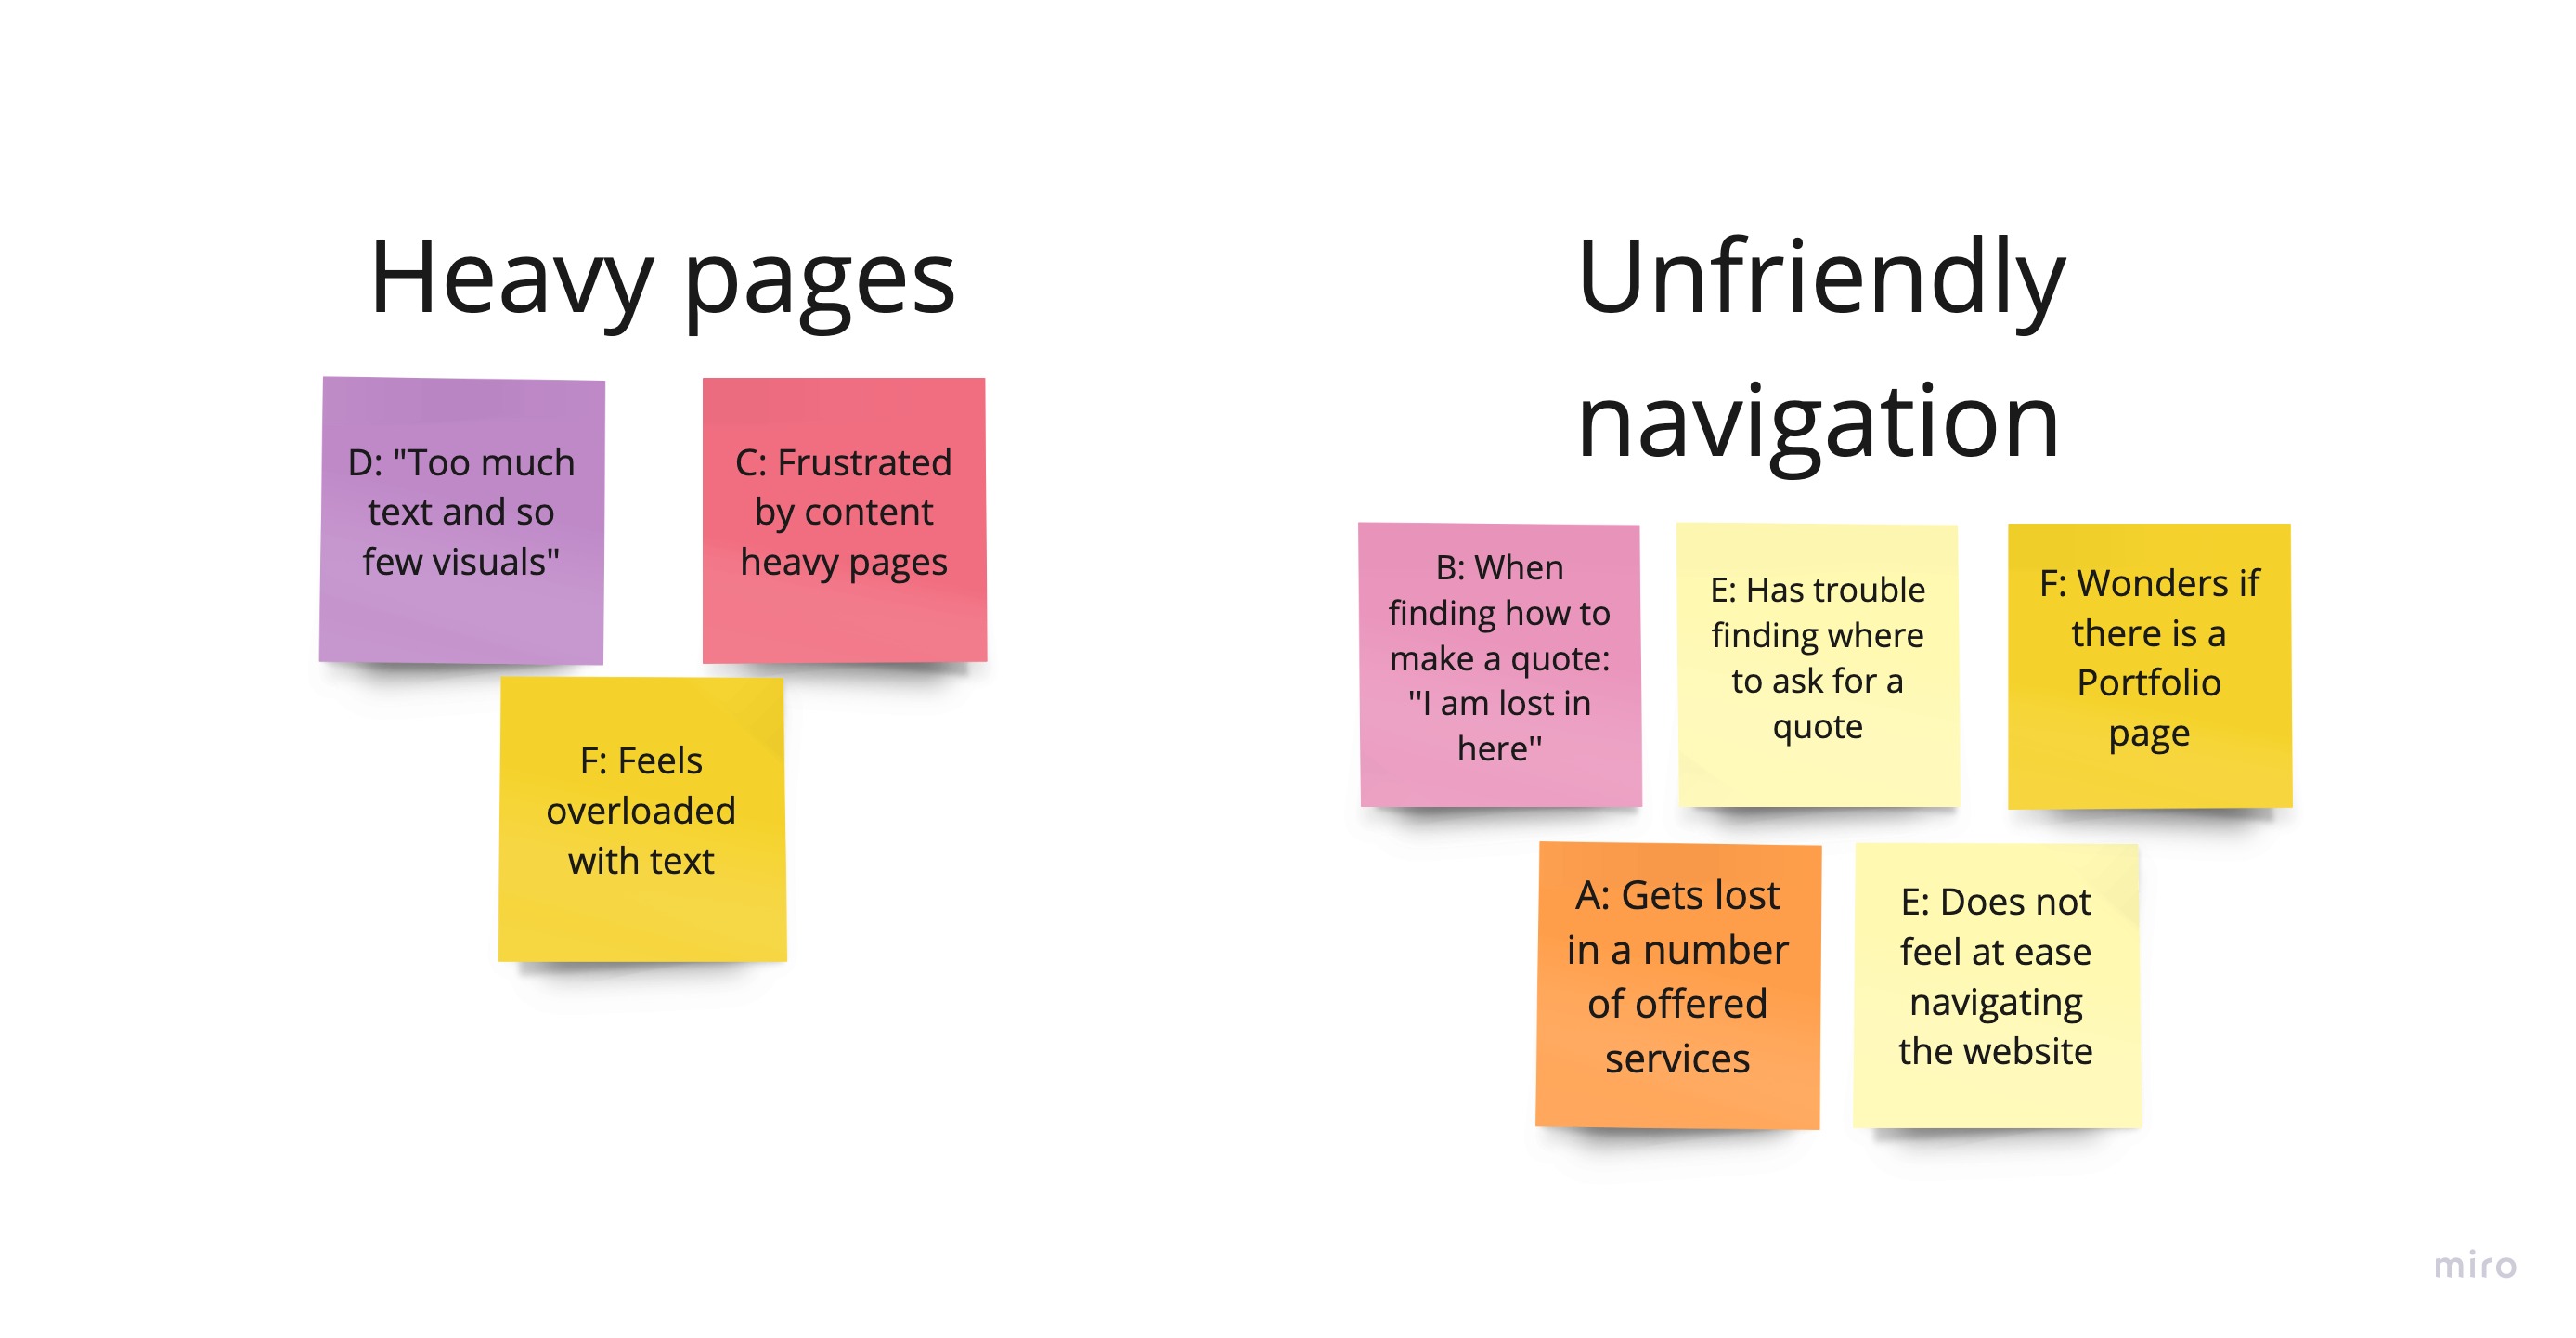 Heavy pages
D: "Too much
text and so
few visuals"
C: Frustrated
by content
heavy pages
F: Feels
overloaded
with text
Unfriendly
navigation
B: When
finding how to
make a quote:
"I am lost in
here"
E: Has trouble
finding where
to ask for a
quote
F: Wonders if
there is a
Portfolio
page
A: Gets lost
in a number
of offered
services
E: Does not
feel at ease
navigating
the website
miro